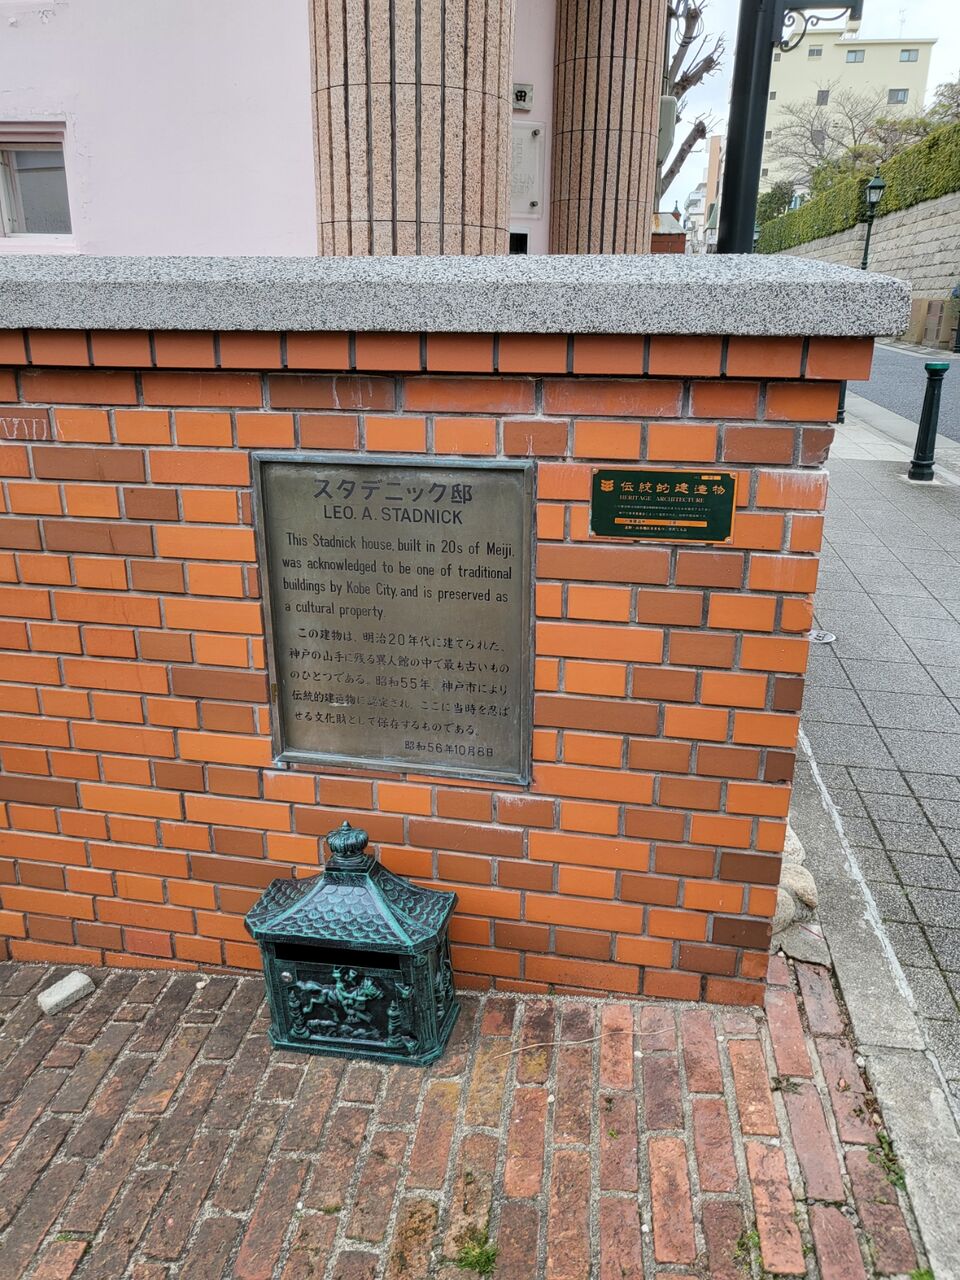 スタデニック邸
LEO. A. STADNICK
This Stadnick house, built in 20s of Meiji,
was acknowledged to be one of traditional
buildings by Kobe City, and is preserved as
a cultural property.
この建物は、明治20年代に建てられた、
神戸の山手に残る異人館の中で最も古いもの
のひとつである。昭和55年、神戸市により
伝統的建造物に認定され、ここに当時を忍ば
せる文化財として保存するものである。
昭和56年10月8日
伝統的建造物
HERITAGE ARCHITECTURE
田
SUN